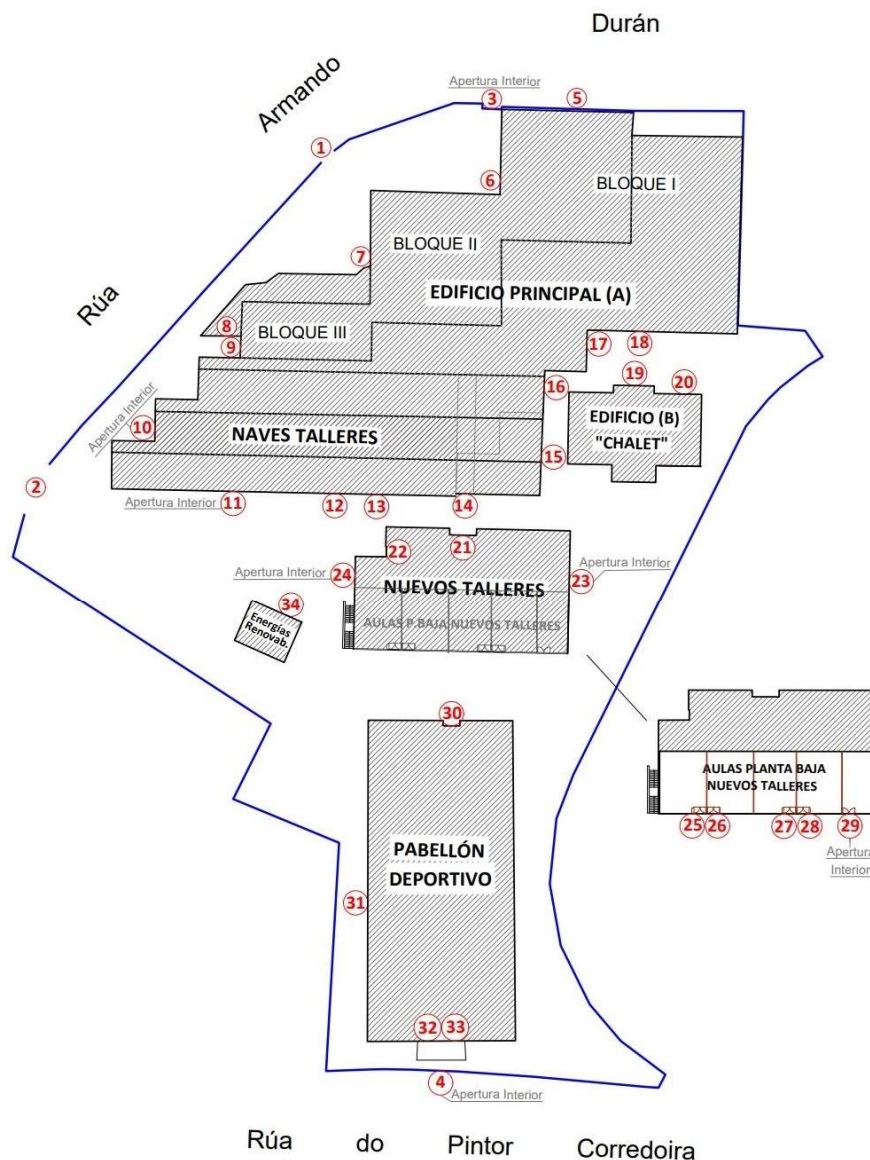 Durán
Armando
Rúa
Apertura Interior
3
5
1
6
BLOQUE I
BLOQUE II
7
EDIFICIO PRINCIPAL (A)
8
BLOQUE III
9
17
18
16
19
20
Apertura Interior
10
NAVES TALLERES
EDIFICIO (B)
"CHALET"
15
2
Apertura Interior
11
12
13
14
22
21
Apertura Interior
24
NUEVOS TALLERES
23
Apertura Interior
34
Energías
Renovab.
AULAS P.BAJA NUEVOS TALLERES
30
AULAS PLANTA BAJA
NUEVOS TALLERES
25
26
27
28
29
Apertura
Interior
PABELLÓN
DEPORTIVO
31
32
33
4
Apertura Interior
Rúa do Pintor Corredoira